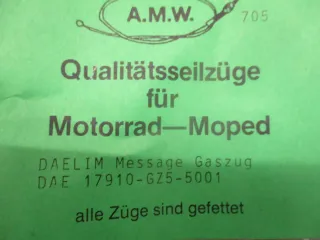 A.M.W.
705
Qualitätsseilzüge
für
Motorrad—Moped
DAELIM Message Gaszug
DAE 17910-GZ5-5001
alle Züge sind gefettet